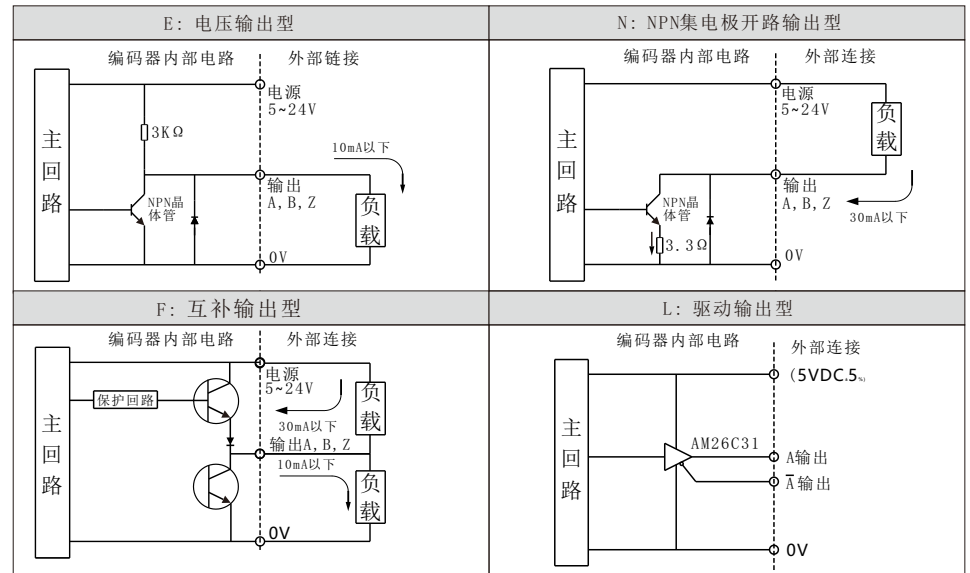 E: 电压输出型
编码器内部电路
外部链接
主回路
3KΩ
NPN晶
体管
电源
5~24V
10mA以下
输出
A, B, Z
负载
0V
N: NPN集电极开路输出型
编码器内部电路
外部连接
主回路
电源
5~24V
负载
NPN晶
体管
3.3Ω
输出
A, B, Z
30mA以下
0V
F: 互补输出型
编码器内部电路
外部连接
主回路
保护回路
电源
5~24V
负载
30mA以下
输出A, B, Z
10mA以下
负载
0V
L: 驱动输出型
编码器内部电路
外部连接
主回路
(5VDC.5%)
AM26C31
A输出
A̅输出
0V